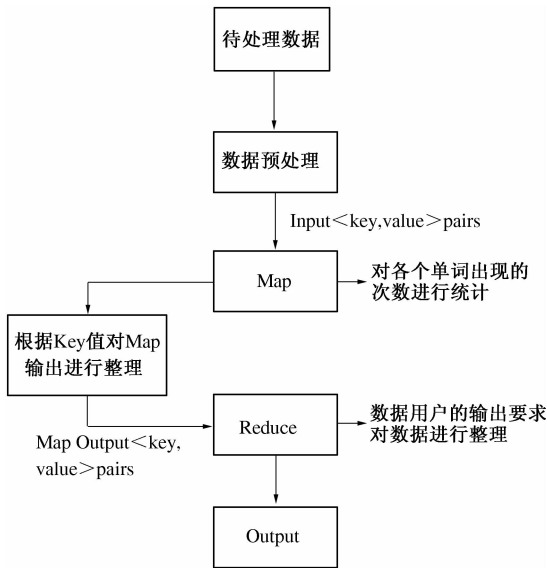 待处理数据
数据预处理
Input<key,value>pairs
Map
对各个单词出现的
次数进行统计
根据Key值对Map
输出进行整理
Map Output<key,
value>pairs
Reduce
数据用户的输出要求
对数据进行整理
Output